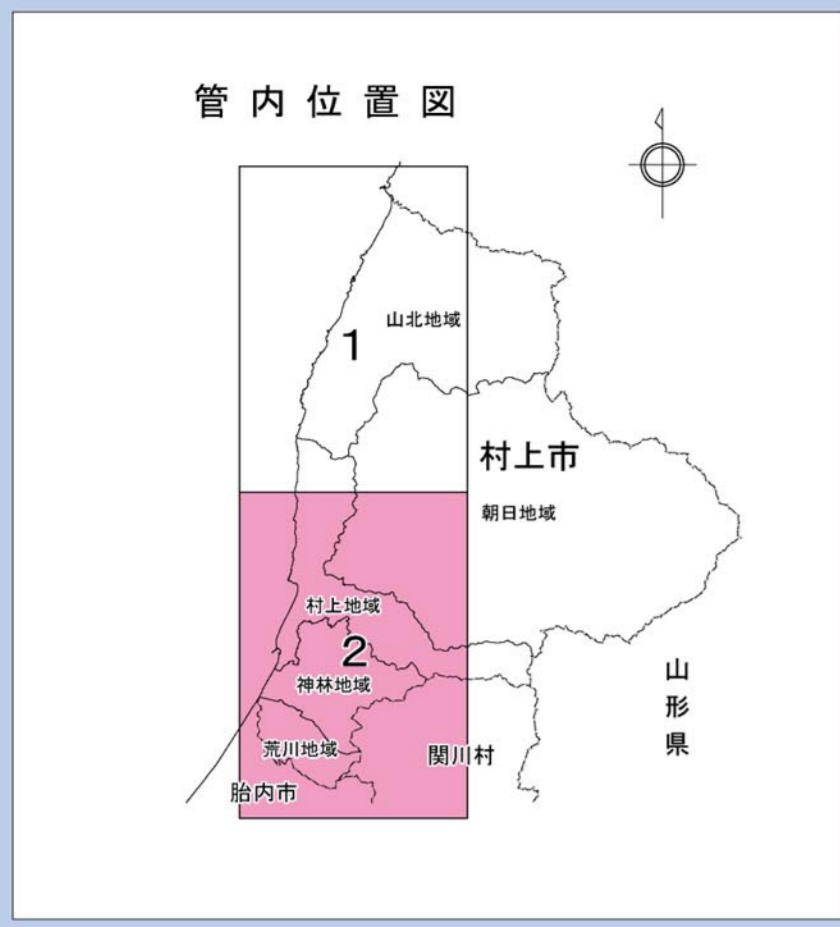 管内位置図
山北地域
1
村上市
朝日地域
村上地域
2
神林地域
山形県
荒川地域
関川村
胎内市